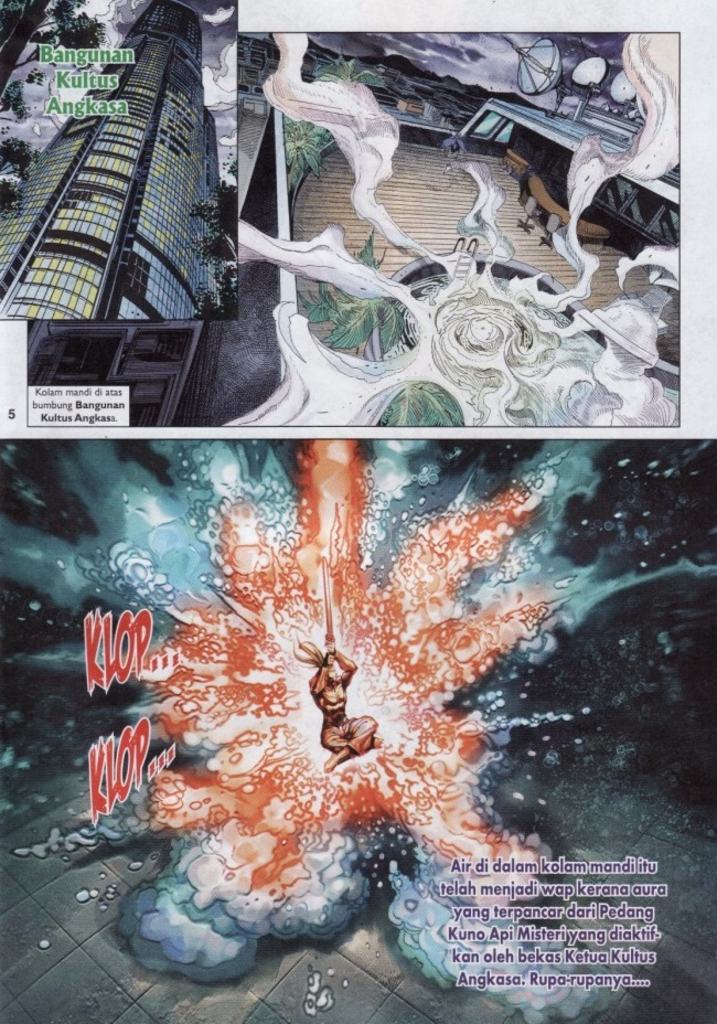 Bangunan
Kultus
Angkasa
Kolam mandi di atas
bumbung Bangunan
Kultus Angkasa.
5
KLOP...
KLOP...
Air di dalam kolam mandi itu
telah menjadi wap kerana aura
yang terpancar dari Pedang
Kuno Api Misteri yang diaktif-
kan oleh bekas Ketua Kultus
Angkasa. Rupa-rupanya....